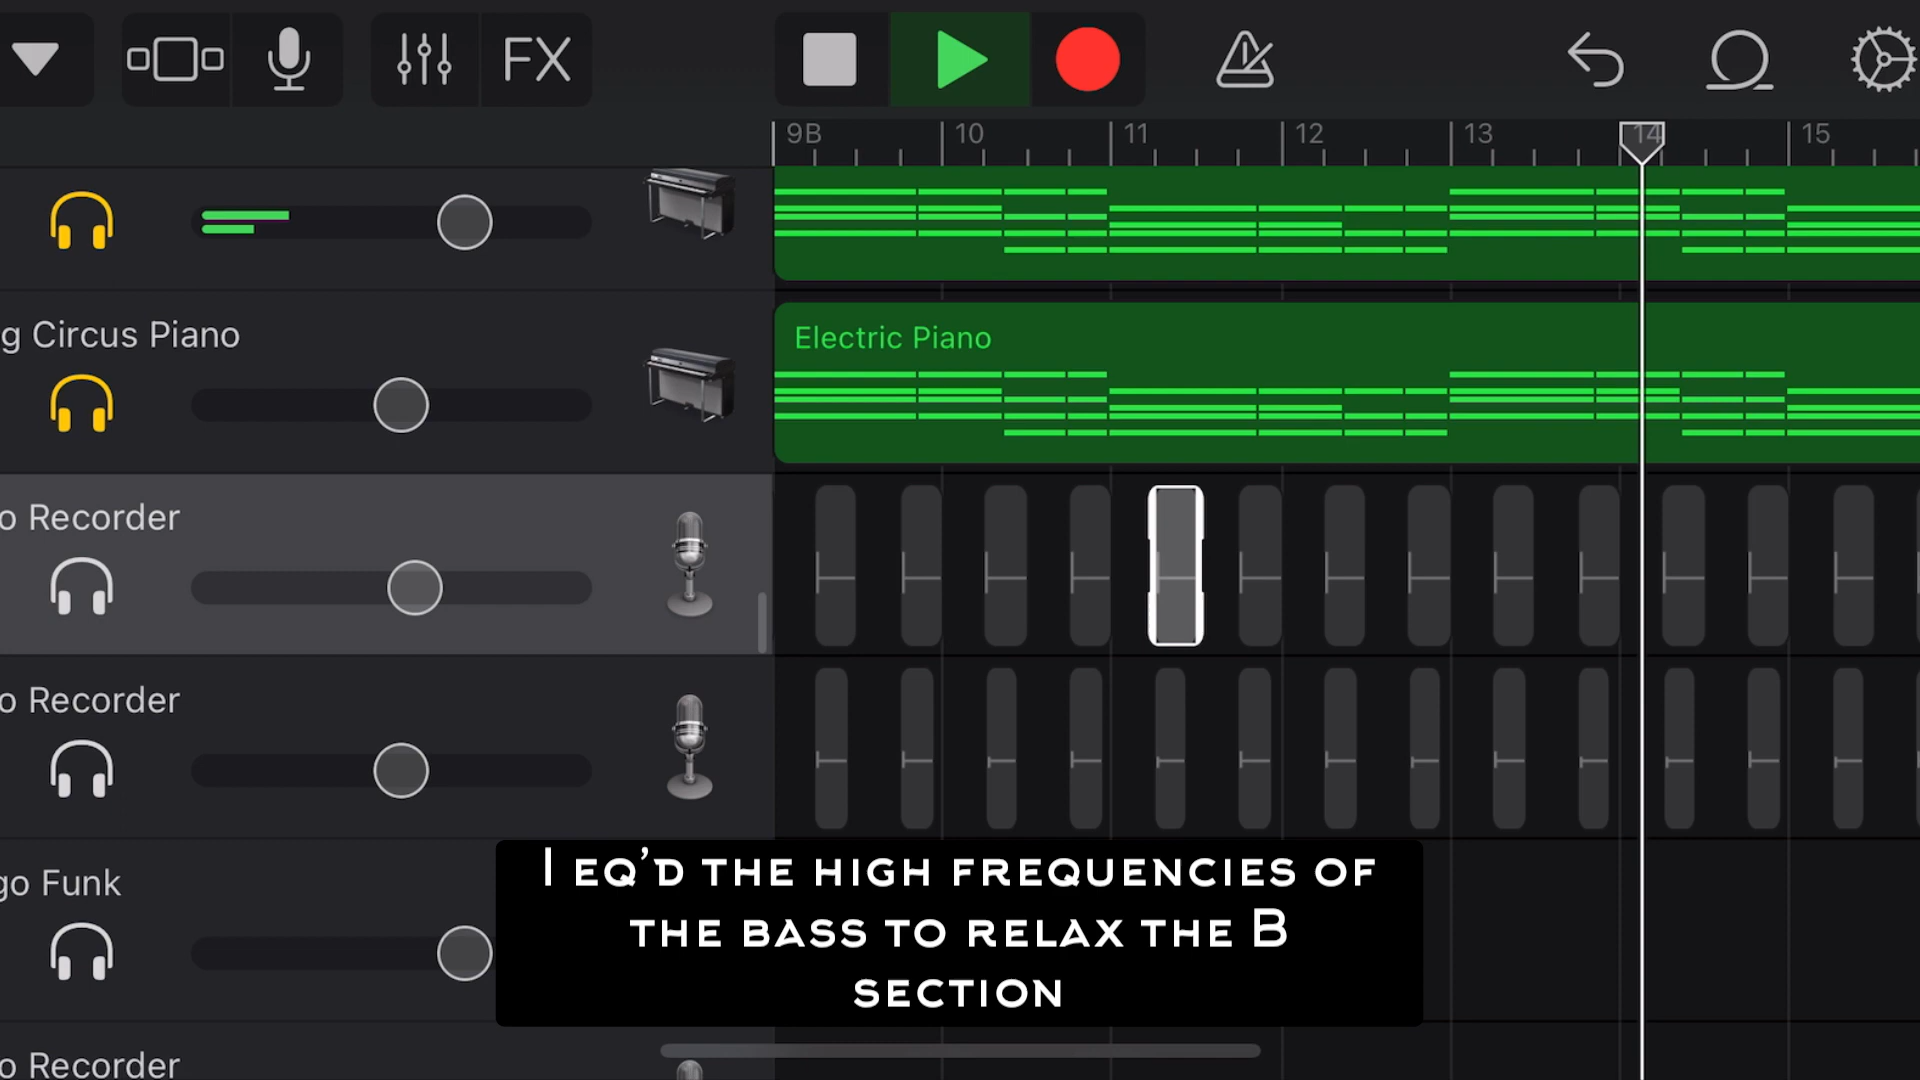 FX
9B 10 11 12 13 14 15
g Circus Piano
Electric Piano
o Recorder
o Recorder
go Funk
I EQ'D THE HIGH FREQUENCIES OF
THE BASS TO RELAX THE B
SECTION
o Recorder